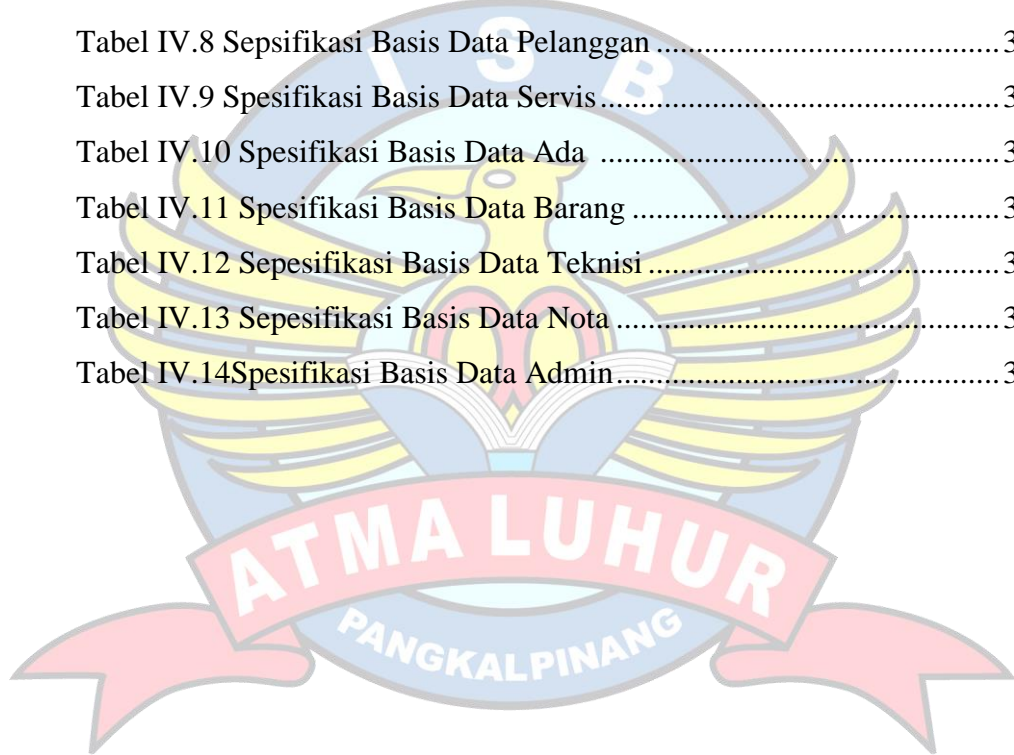 Tabel IV.8 Sepsifikasi Basis Data Pelanggan ..................................... 3
Tabel IV.9 Spesifikasi Basis Data Servis ........................................... 3
Tabel IV.10 Spesifikasi Basis Data Ada ........................................... 3
Tabel IV.11 Spesifikasi Basis Data Barang ....................................... 3
Tabel IV.12 Sepesifikasi Basis Data Teknisi ..................................... 3
Tabel IV.13 Sepesifikasi Basis Data Nota ......................................... 3
Tabel IV.14Spesifikasi Basis Data Admin ......................................... 3
I S B
ATMA LUHUR
PANGKALPINANG